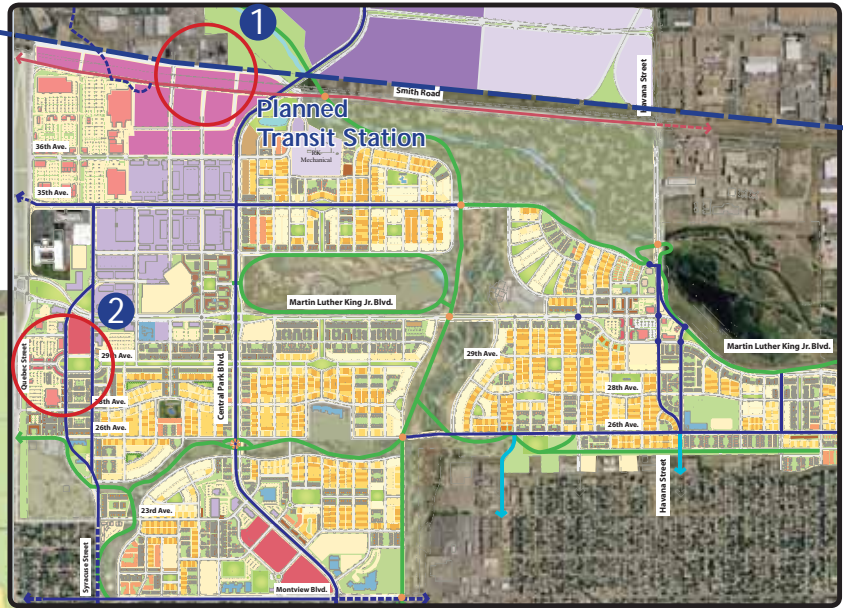 1
Smith Road
Havana Street
Planned
Transit Station
RK
Mechanical
36th Ave.
35th Ave.
Martin Luther King Jr. Blvd.
2
Quebec Street
29th Ave.
Central Park Blvd.
29th Ave.
Martin Luther King Jr. Blvd.
28th Ave.
28th Ave.
26th Ave.
26th Ave.
Havana Street
23rd Ave.
Syracuse Street
Montview Blvd.